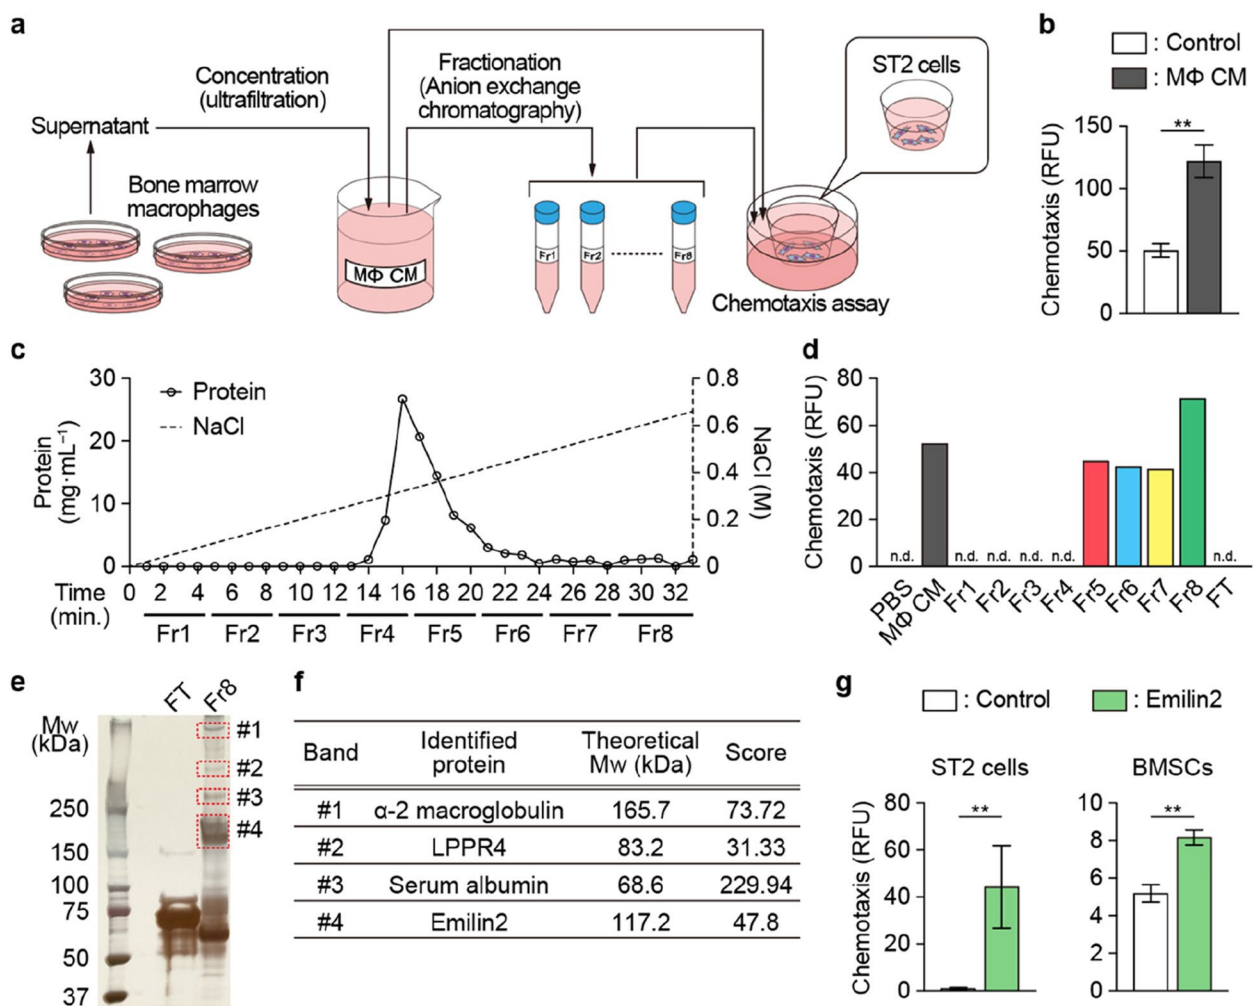 a
Concentration
(ultrafiltration)
Fractionation
(Anion exchange
chromatography)
ST2 cells
Supernatant
Bone marrow
macrophages
MΦ CM
Fr1
Fr2
Fr8
Chemotaxis assay
b
: Control
: MΦ CM
Chemotaxis (RFU)
150
100
50
0
**
c
Protein
NaCl
Protein
(mg·mL⁻¹)
30
20
10
0
NaCl (M)
0.8
0.6
0.4
0.2
0
Time
(min.)
0 2 4 6 8 10 12 14 16 18 20 22 24 26 28 30 32
Fr1 Fr2 Fr3 Fr4 Fr5 Fr6 Fr7 Fr8
d
Chemotaxis (RFU)
80
60
40
20
0
n.d. n.d. n.d. n.d. n.d. n.d.
PBS MΦ CM Fr1 Fr2 Fr3 Fr4 Fr5 Fr6 Fr7 Fr8 FT
e
FT Fr8
Mw
(kDa)
250
150
100
75
50
37
#1
#2
#3
#4
f
Band Identified protein Theoretical Mw (kDa) Score
#1 α-2 macroglobulin 165.7 73.72
#2 LPPR4 83.2 31.33
#3 Serum albumin 68.6 229.94
#4 Emilin2 117.2 47.8
g
: Control : Emilin2
ST2 cells
Chemotaxis (RFU)
80
60
40
20
0
**
BMSCs
10
8
6
4
2
0
**